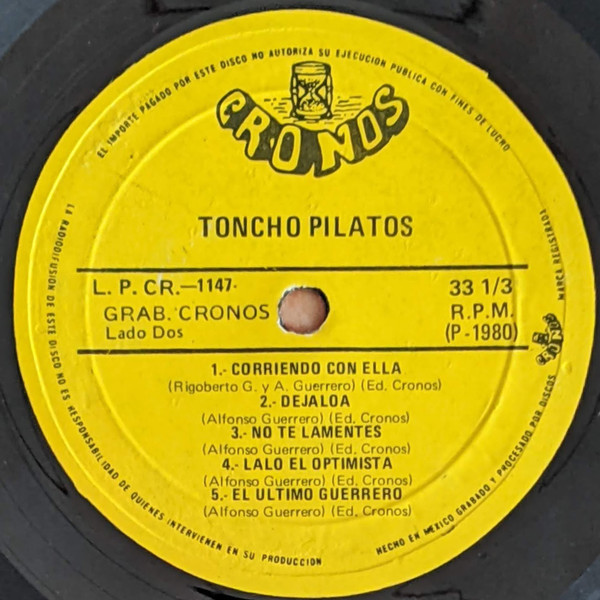 EL IMPORTE PAGADO POR ESTE DISCO NO AUTORIZA SU EJECUCION PUBLICA CON FINES DE LUCRO
CRONOS
TONCHO PILATOS
L. P. CR.—1147-
33 1/3
GRAB. CRONOS
R.P.M.
Lado Dos
(P-1980)
1.- CORRIENDO CON ELLA
(Rigoberto G. y A. Guerrero) (Ed. Cronos)
2.- DEJALOA
(Alfonso Guerrero) (Ed. Cronos)
3.- NO TE LAMENTES
(Alfonso Guerrero) (Ed. Cronos)
4.- LALO EL OPTIMISTA
(Alfonso Guerrero) (Ed. Cronos)
5.- EL ULTIMO GUERRERO
(Alfonso Guerrero) (Ed. Cronos)
LA RADIODIFUSION DE ESTE DISCO NO ES RESPONSABILIDAD DE QUIENES INTERVIENEN EN SU PRODUCCION
HECHO EN MEXICO GRABADO Y PROCESADO POR DISCOS
CRONOS
MARCA REGISTRADA